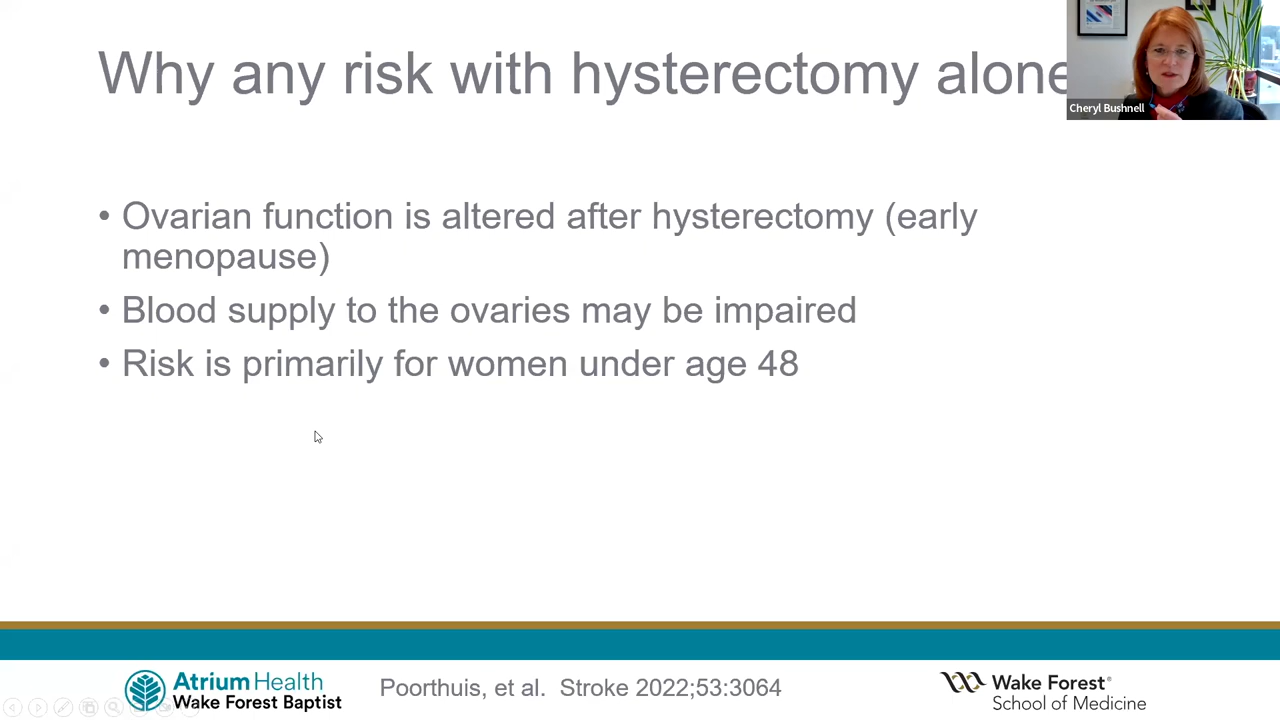 Why any risk with hysterectomy alone
Cheryl Bushnell
• Ovarian function is altered after hysterectomy (early
menopause)
• Blood supply to the ovaries may be impaired
• Risk is primarily for women under age 48
Atrium Health
Wake Forest Baptist
Poorthuis, et al. Stroke 2022;53:3064
Wake Forest®
School of Medicine